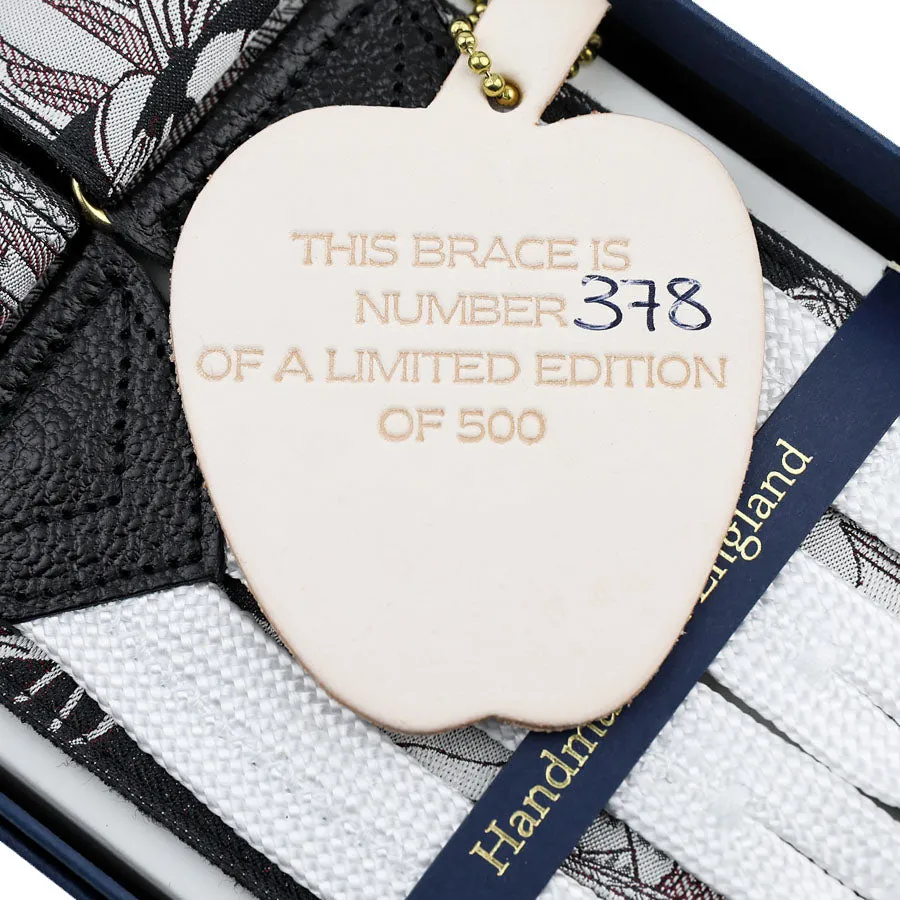 THIS BRACE IS
NUMBER 378
OF A LIMITED EDITION
OF 500
England